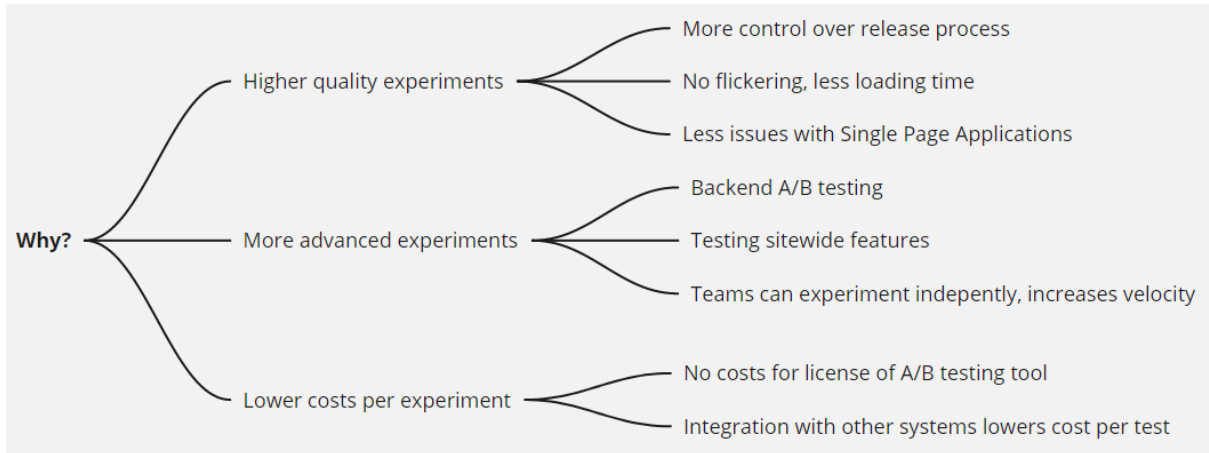 Why?
Higher quality experiments
More control over release process
No flickering, less loading time
Less issues with Single Page Applications
More advanced experiments
Backend A/B testing
Testing sitewide features
Teams can experiment indepently, increases velocity
Lower costs per experiment
No costs for license of A/B testing tool
Integration with other systems lowers cost per test